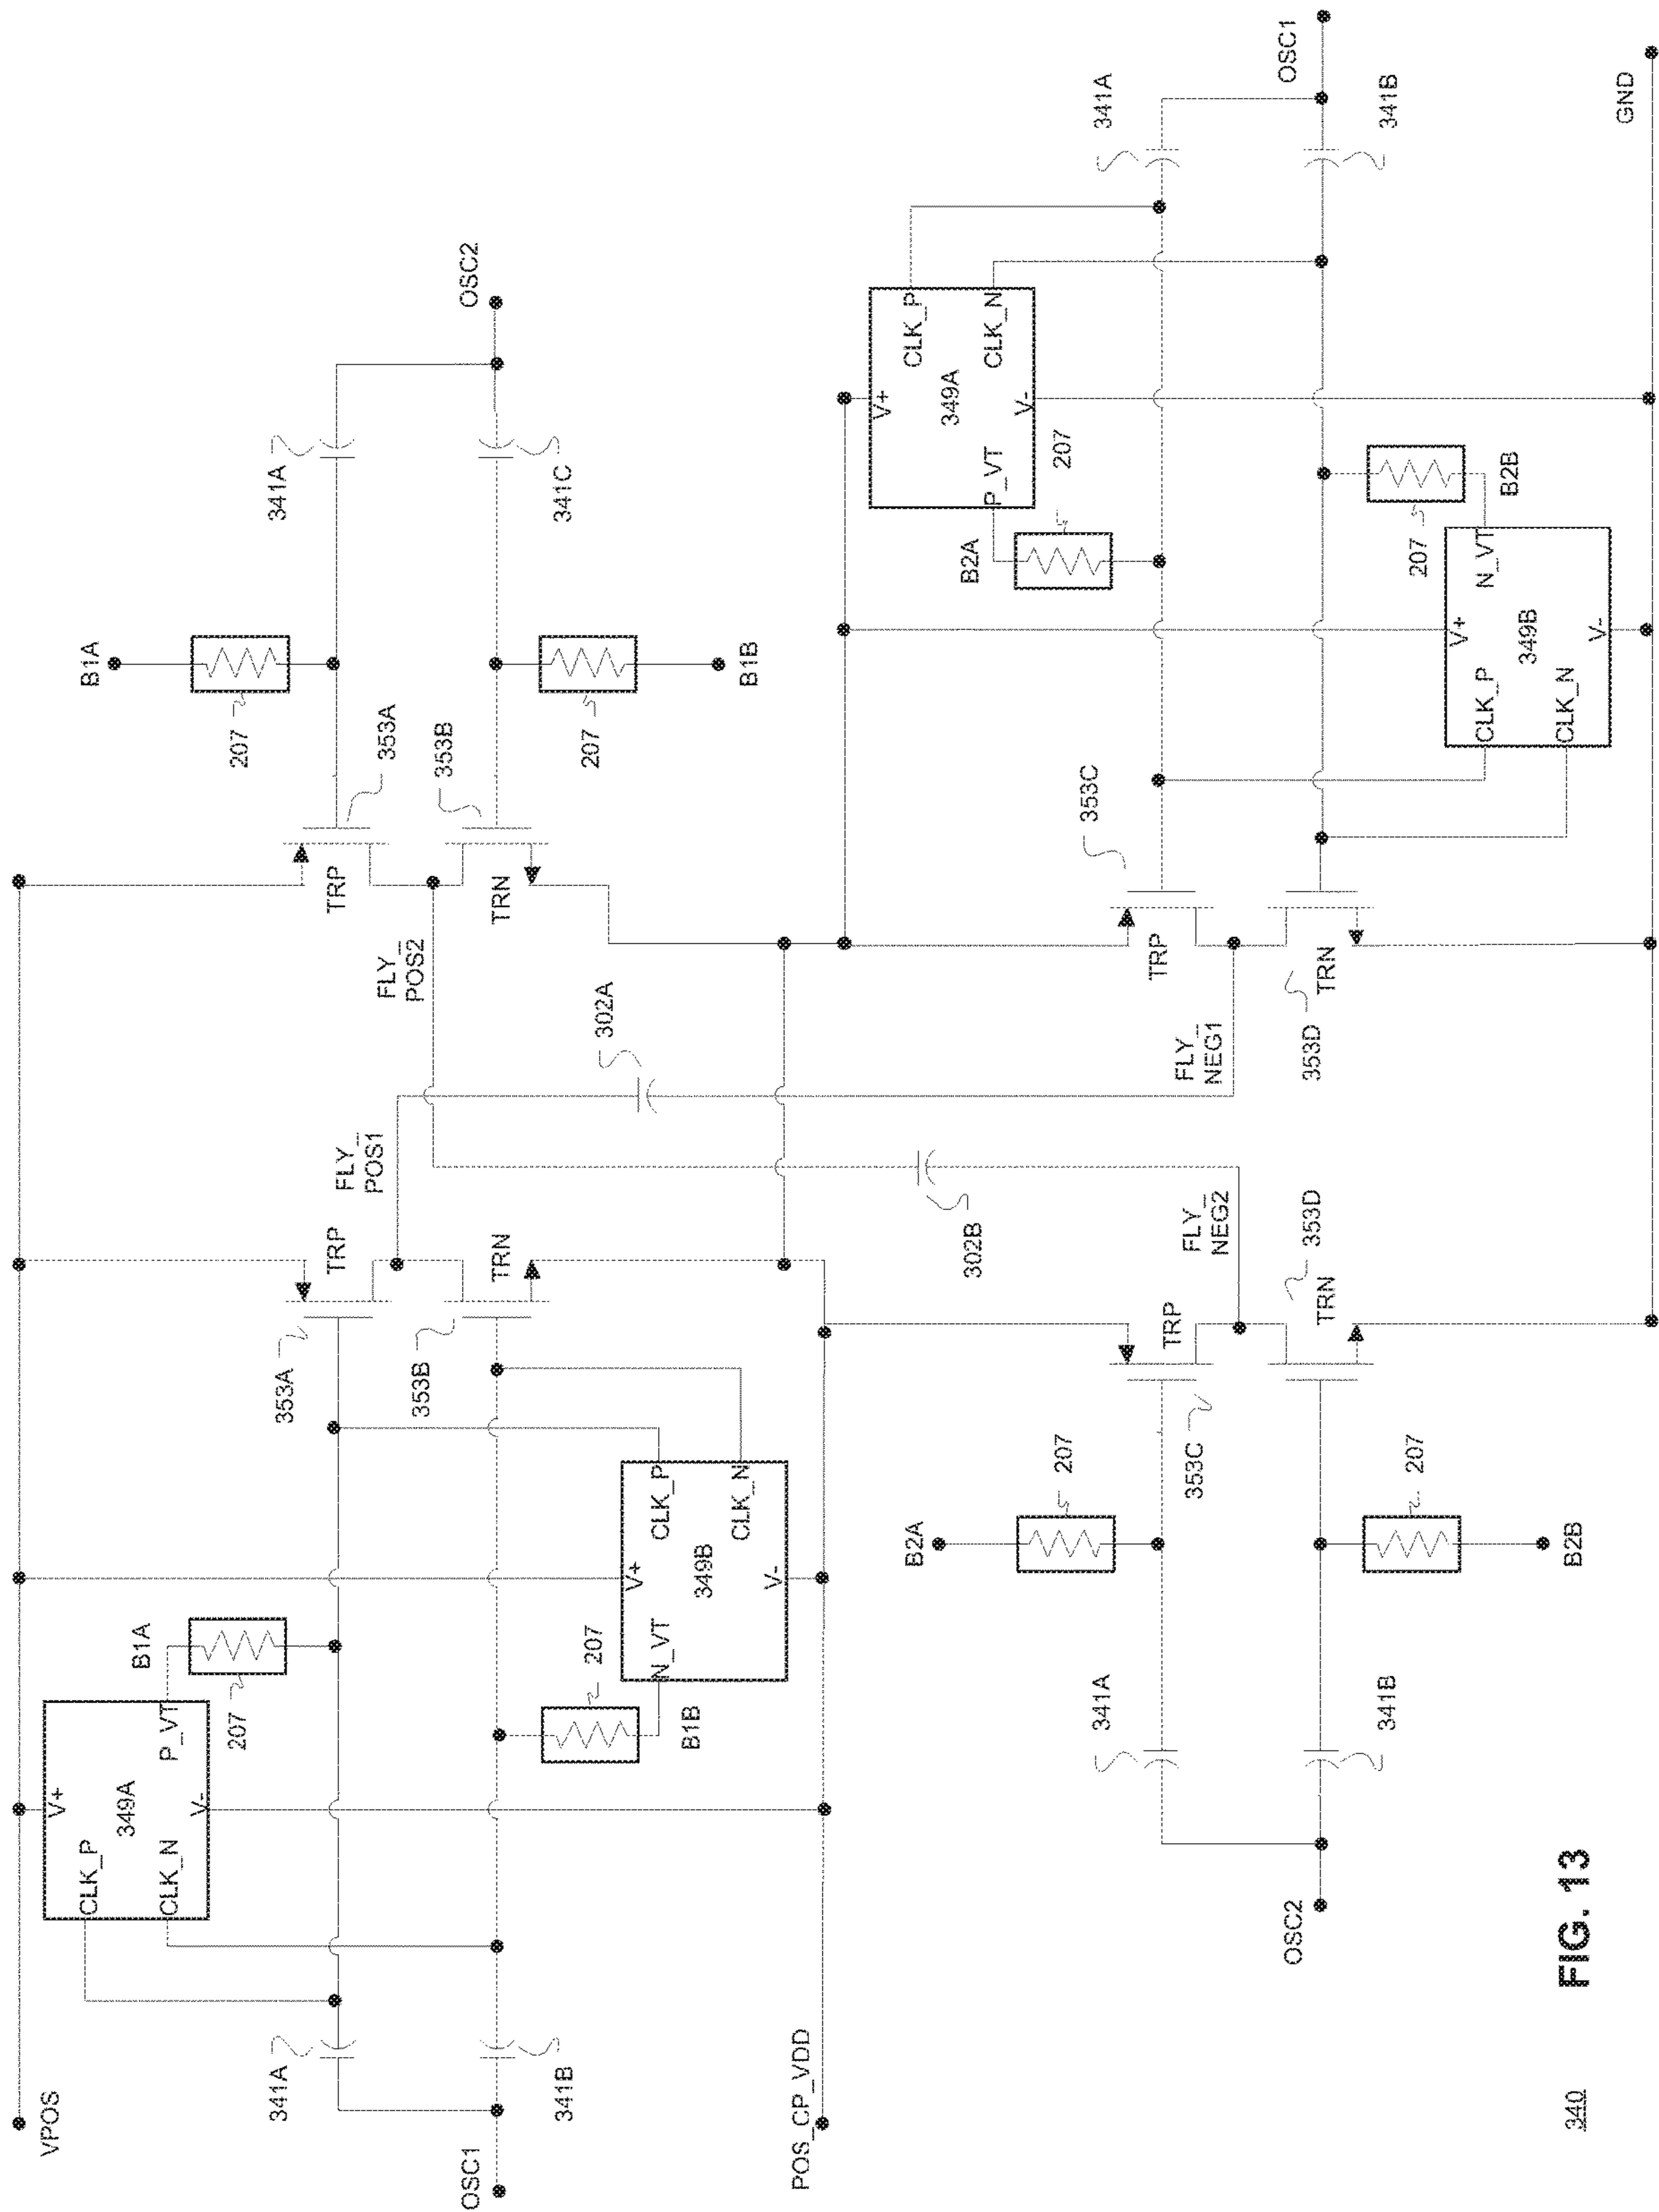 VPOS
341A
341B
OSC1
POS_CP_VDD
V+
CLK_P
CLK_N
349A
P_VT
V-
B1A
207
207
B1B
V+
N_VT
349B
CLK_P
CLK_N
V-
353A
353B
TRP
TRN
FLY_
POS1
302A
302B
FLY_
POS2
TRP
TRN
353A
353B
B1A
207
207
B1B
341A
341C
OSC2
OSC2
341A
341B
B2A
207
207
B2B
353C
353D
TRP
TRN
FLY_
NEG2
FLY_
NEG1
TRP
TRN
353C
353D
B2A
207
P_VT
V+
349A
V-
CLK_P
CLK_N
V+
CLK_P
349B
CLK_N
N_VT
V-
207
B2B
341A
341B
OSC1
GND
340
FIG. 13